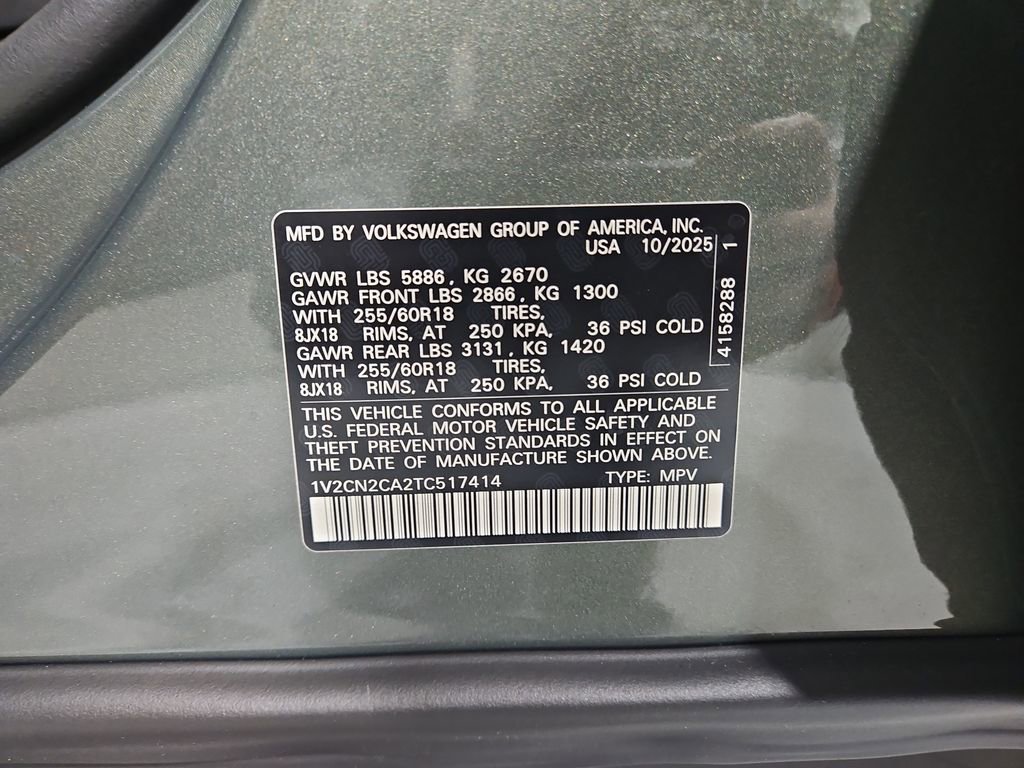 MFD BY VOLKSWAGEN GROUP OF AMERICA, INC.
USA 10/2025
GVWR LBS 5886, KG 2670
GAWR FRONT LBS 2866, KG 1300
WITH 255/60R18 TIRES,
8JX18 RIMS, AT 250 KPA, 36 PSI COLD
GAWR REAR LBS 3131, KG 1420
WITH 255/60R18 TIRES,
8JX18 RIMS, AT 250 KPA, 36 PSI COLD
4158288 1
THIS VEHICLE CONFORMS TO ALL APPLICABLE
U.S. FEDERAL MOTOR VEHICLE SAFETY AND
THEFT PREVENTION STANDARDS IN EFFECT ON
THE DATE OF MANUFACTURE SHOWN ABOVE.
1V2CN2CA2TC517414 TYPE: MPV